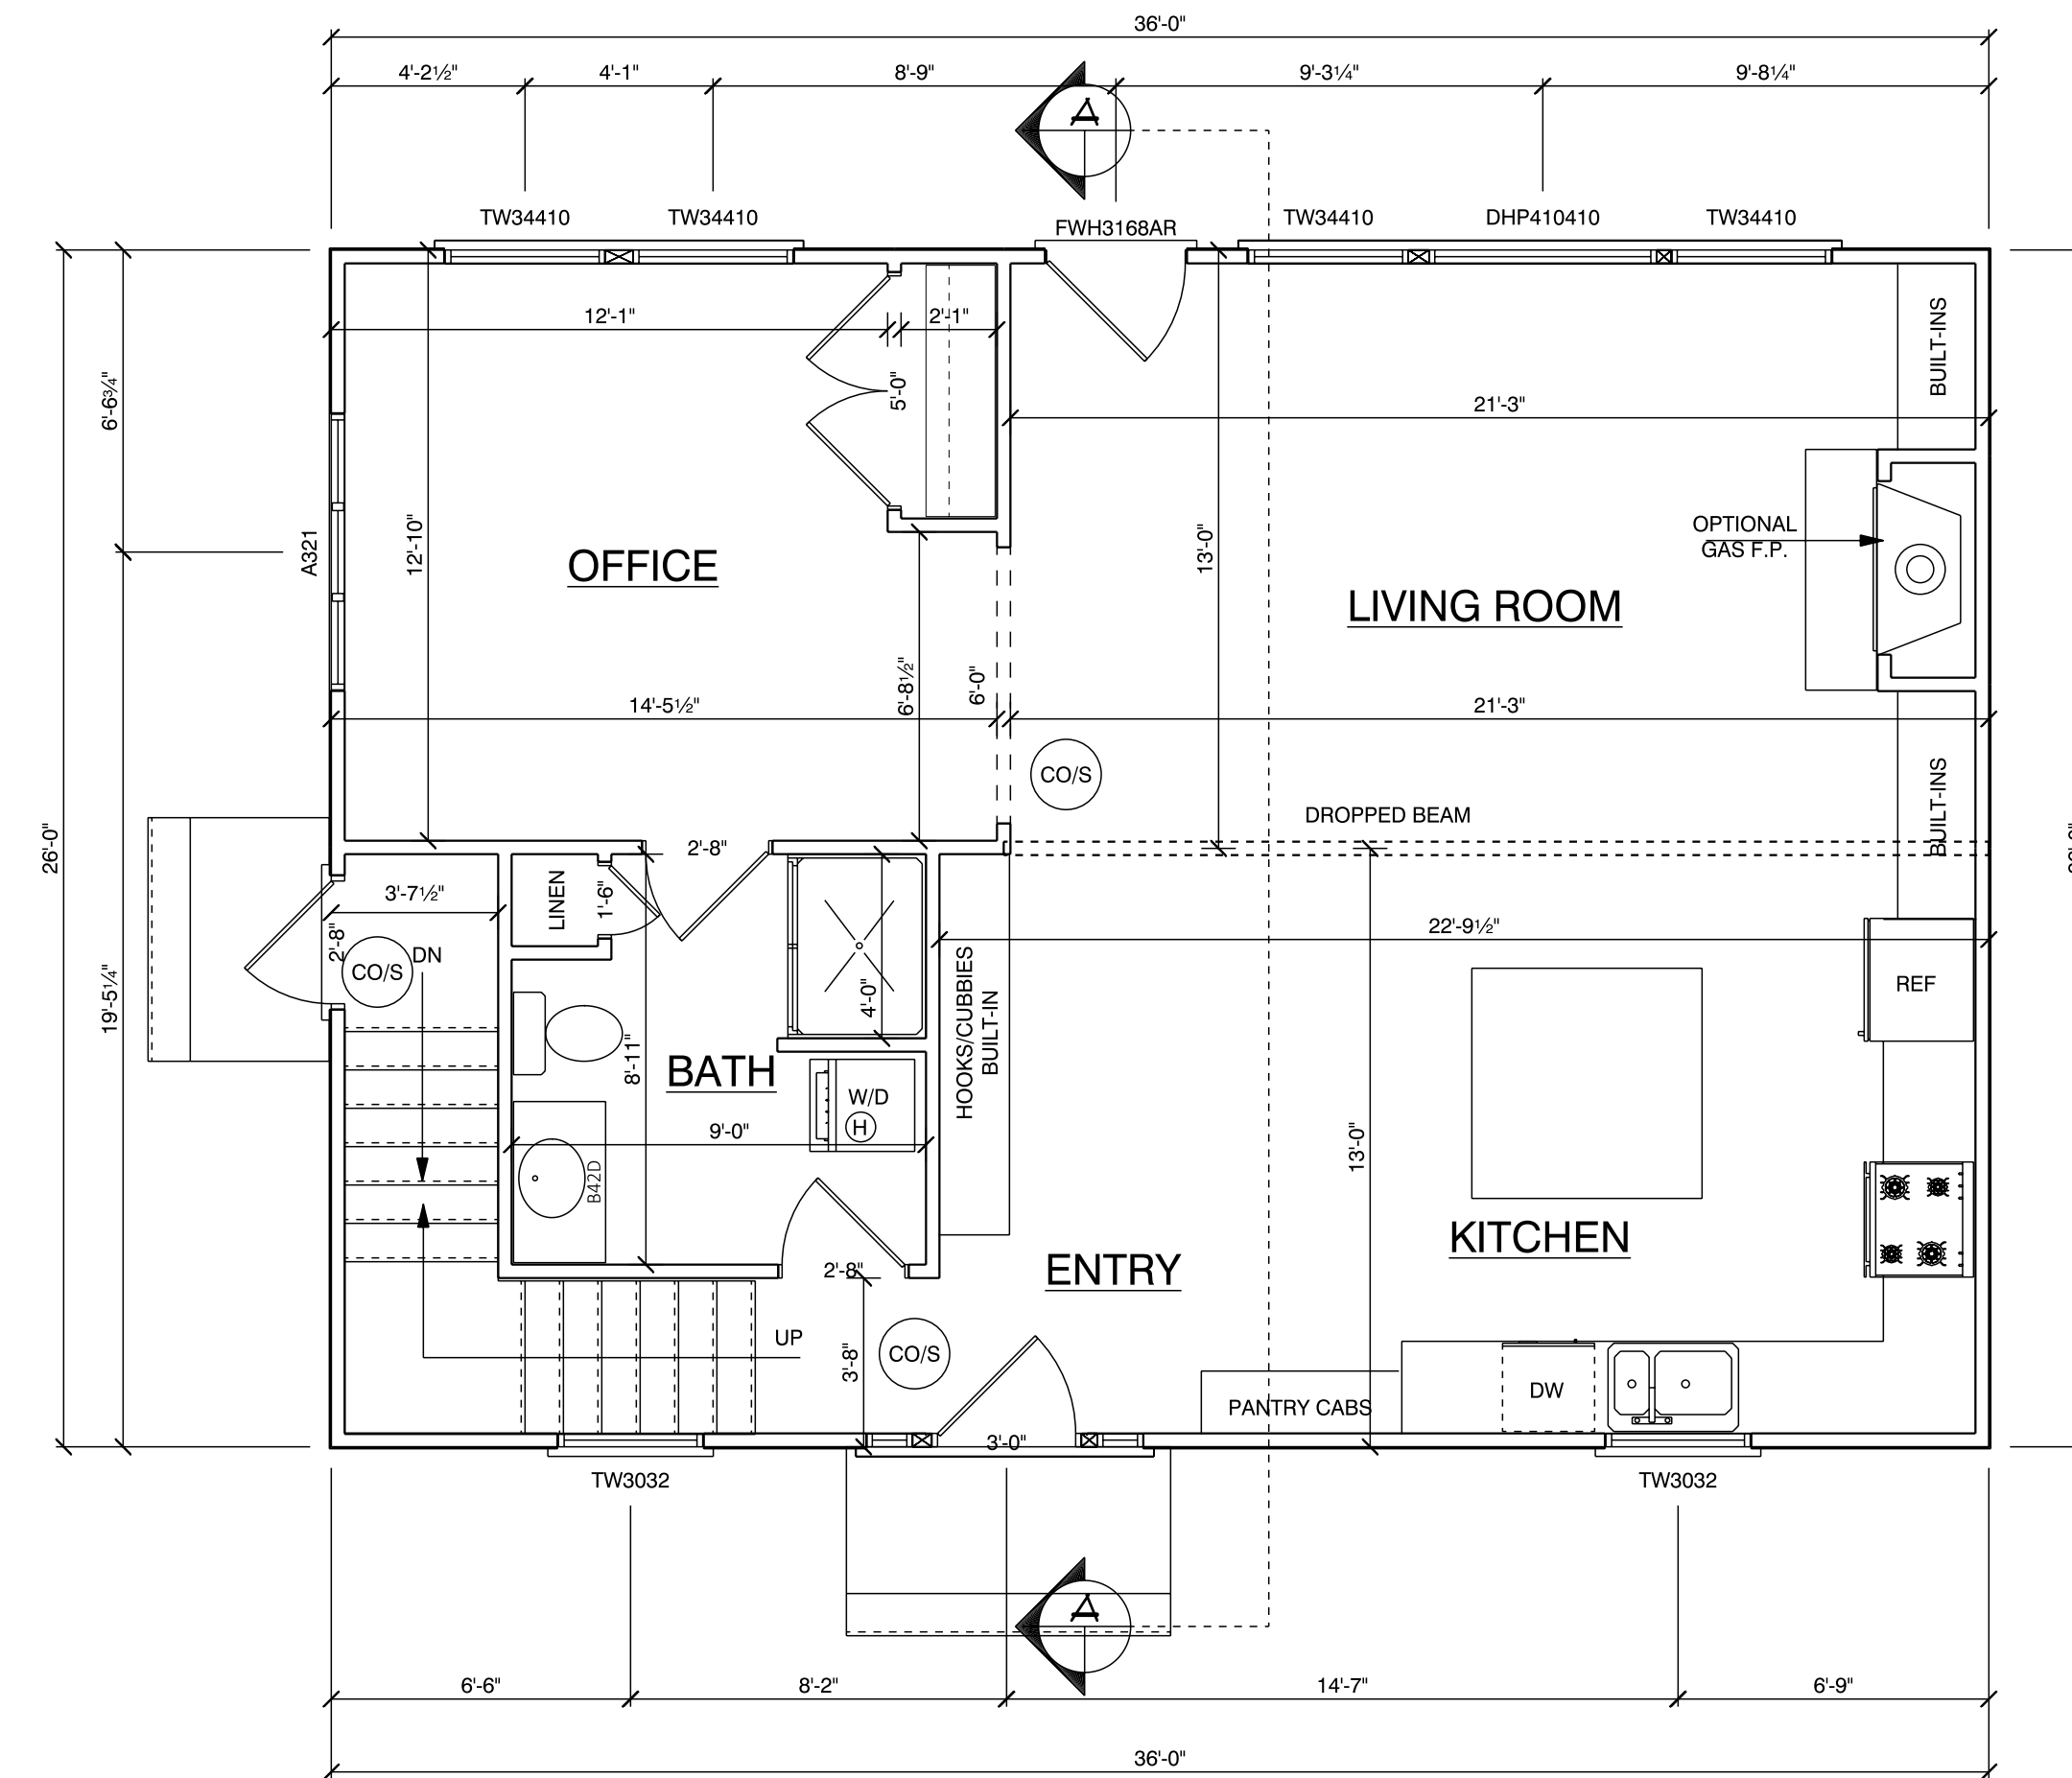 36'-0"
4'-2½"
4'-1"
8'-9"
9'-3¼"
9'-8¼"
A
TW34410
TW34410
FWH3168AR
TW34410
DHP410410
TW34410
12'-1"
2'-1"
BUILT-INS
6'-6¾"
5'-0"
21'-3"
A321
12'-10"
OFFICE
13'-0"
OPTIONAL
GAS F.P.
LIVING ROOM
6'-8½"
6'-0"
14'-5½"
21'-3"
CO/S
DROPPED BEAM
BUILT-INS
26'-0"
2'-8"
3'-7½"
LINEN
1'-6"
22'-9½"
2'-8"
CO/S
DN
4'-0"
HOOKS/CUBBIES
BUILT-IN
REF
19'-5¼"
8'-11"
BATH
W/D
H
9'-0"
13'-0"
B42D
KITCHEN
ENTRY
2'-8"
UP
3'-8"
CO/S
DW
PANTRY CABS
3'-0"
TW3032
TW3032
A
6'-6"
8'-2"
14'-7"
6'-9"
36'-0"